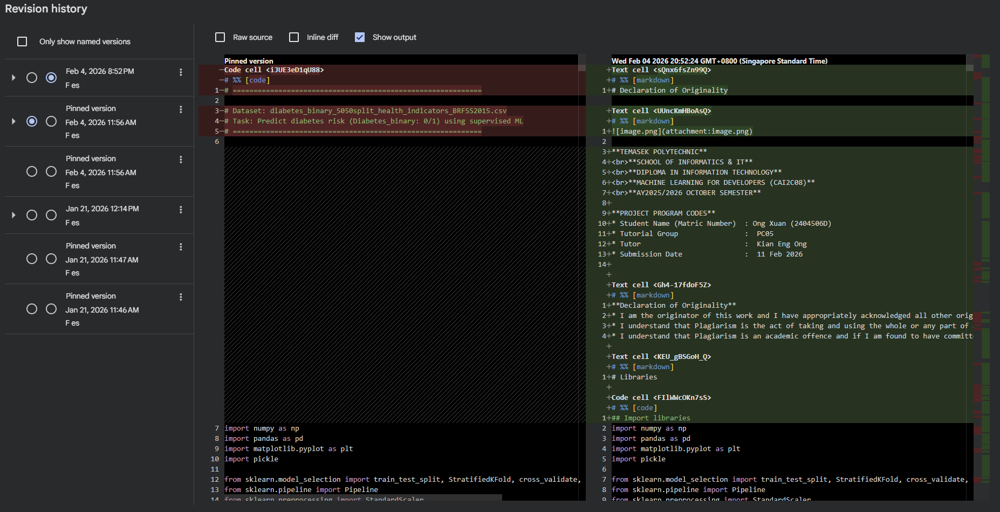 Revision history
Only show named versions
Feb 4, 2026 8:52 PM
F es
Pinned version
Feb 4, 2026 11:56 AM
F es
Pinned version
Feb 4, 2026 11:56 AM
F es
Jan 21, 2026 12:14 PM
F es
Pinned version
Jan 21, 2026 11:47 AM
F es
Pinned version
Jan 21, 2026 11:46 AM
F es
Raw source
Inline diff
Show output
Pinned version
—Code cell <iJUE3eD1qU88>
—# %% [code]
1—# ============================================================
2
3—# Dataset: diabetes_binary_5050split_health_indicators_BRFSS2015.csv
4—# Task: Predict diabetes risk (Diabetes_binary: 0/1) using supervised ML
5—# ============================================================
6
7 import numpy as np
8 import pandas as pd
9 import matplotlib.pyplot as plt
10 import pickle
11
12 from sklearn.model_selection import train_test_split, StratifiedKFold, cross_validate,
13 from sklearn.pipeline import Pipeline
14 from sklearn.preprocessing import StandardScaler
Wed Feb 04 2026 20:52:24 GMT+0800 (Singapore Standard Time)
+Text cell <sQnx6fsZn99Q>
+# %% [markdown]
1+# Declaration of Originality
+Text cell <UUncKmHBoAsQ>
+# %% [markdown]
1+![image.png](attachment:image.png)
2
3+**TEMASEK POLYTECHNIC**
4+<br>**SCHOOL OF INFORMATICS & IT**
5+<br>**DIPLOMA IN INFORMATION TECHNOLOGY**
6+<br>**MACHINE LEARNING FOR DEVELOPERS (CAI2C08)**
7+<br>**AY2025/2026 OCTOBER SEMESTER**
8+
9+**PROJECT PROGRAM CODES**
10+* Student Name (Matric Number) : Ong Xuan (2404506D)
11+* Tutorial Group : PC05
12+* Tutor : Kian Eng Ong
13+* Submission Date : 11 Feb 2026
14+
+
+Text cell <Gh4-17fdoF5Z>
+# %% [markdown]
1+**Declaration of Originality**
2+* I am the originator of this work and I have appropriately acknowledged all other orig
3+* I understand that Plagiarism is the act of taking and using the whole or any part of
4+* I understand that Plagiarism is an academic offence and if I am found to have committ
+
+Text cell <KEU_gBSGoH_Q>
+# %% [markdown]
1+# Libraries
+
+Code cell <FIlWWcOKn7sS>
+# %% [code]
1+## Import libraries
2 import numpy as np
3 import pandas as pd
4 import matplotlib.pyplot as plt
5 import pickle
6
7 from sklearn.model_selection import train_test_split, StratifiedKFold, cross_validate,
8 from sklearn.pipeline import Pipeline
9 from sklearn.preprocessing import StandardScaler